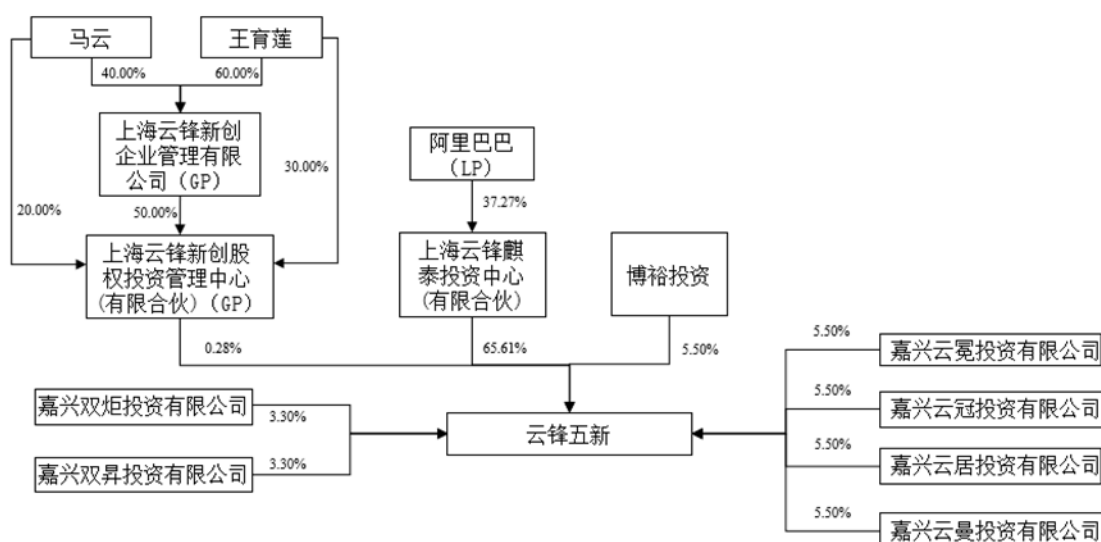 马云
王育莲
40.00%
60.00%
上海云锋新创
企业管理有限
公司（GP）
阿里巴巴
（LP）
30.00%
20.00%
50.00%
37.27%
上海云锋新创股
权投资管理中心
(有限合伙)（GP）
上海云锋麒
泰投资中心
(有限合伙)
博裕投资
0.28%
65.61%
5.50%
5.50%
嘉兴云冕投资有限公司
嘉兴双炬投资有限公司
3.30%
云锋五新
5.50%
嘉兴云冠投资有限公司
嘉兴双昇投资有限公司
3.30%
5.50%
嘉兴云居投资有限公司
5.50%
嘉兴云曼投资有限公司